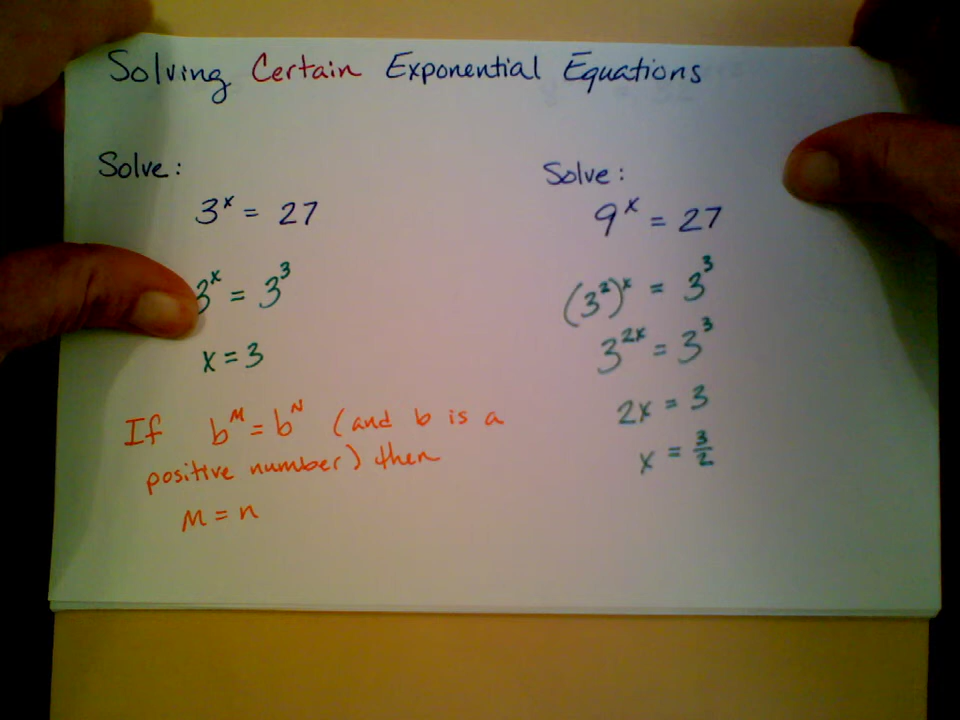 Solving Certain Exponential Equations
Solve:
3^x = 27
3^x = 3^3
x = 3
If b^M = b^N (and b is a
positive number) then
M = n
Solve:
9^x = 27
(3^2)^x = 3^3
3^2x = 3^3
2x = 3
x = 3/2